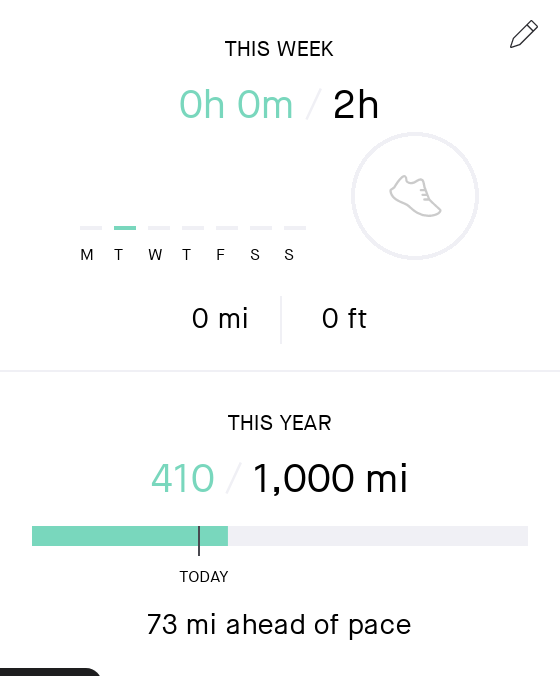 THIS WEEK
0h 0m / 2h
M T W T F S S
0 mi 0 ft
THIS YEAR
410 / 1,000 mi
TODAY
73 mi ahead of pace